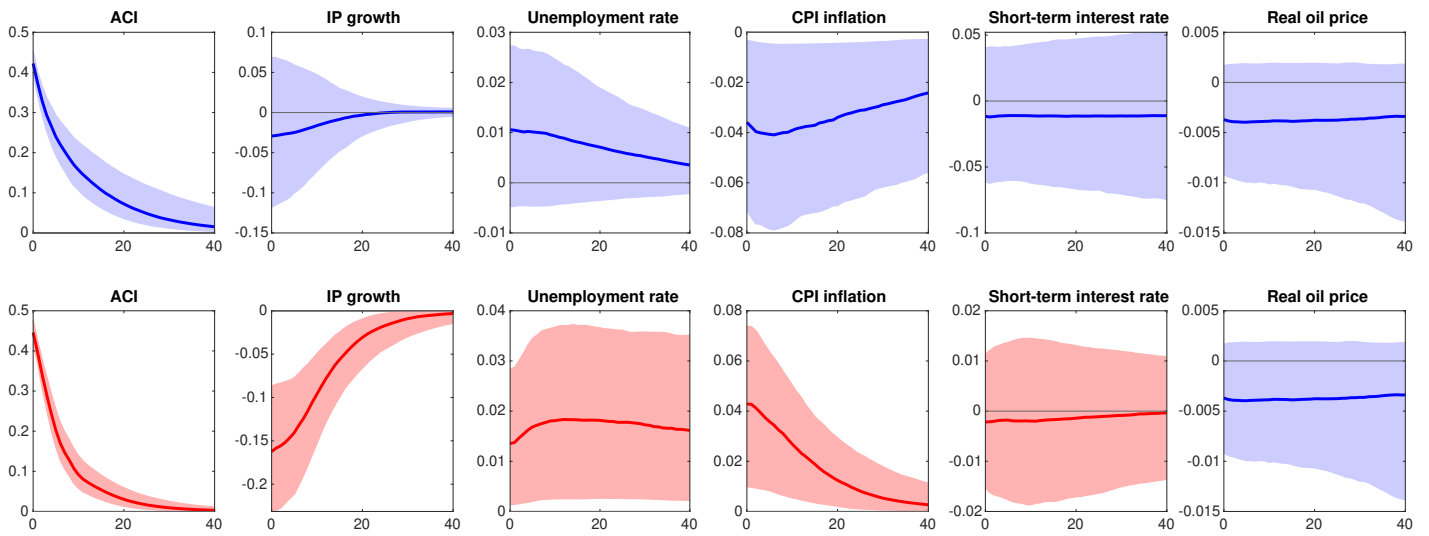 ACI IP growth Unemployment rate CPI inflation Short-term interest rate Real oil price
0.5 0.1 0.03 0 0.05 0.005
0.4 0.05 0.02 -0.02 0 0
0.3 0 0.01 -0.04 -0.05 -0.005
0.2 -0.05 0 -0.06 -0.1 -0.01
0.1 -0.1 -0.01 -0.08 -0.015
0 -0.15
0 20 40 0 20 40 0 20 40 0 20 40 0 20 40 0 20 40
ACI IP growth Unemployment rate CPI inflation Short-term interest rate Real oil price
0.5 0 0.04 0.08 0.02 0.005
0.4 -0.05 0.03 0.06 0.01 0
0.3 -0.1 0.02 0.04 0 -0.005
0.2 -0.15 0.01 0.02 -0.01 -0.01
0.1 -0.2 0 0 -0.02 -0.015
0
0 20 40 0 20 40 0 20 40 0 20 40 0 20 40 0 20 40